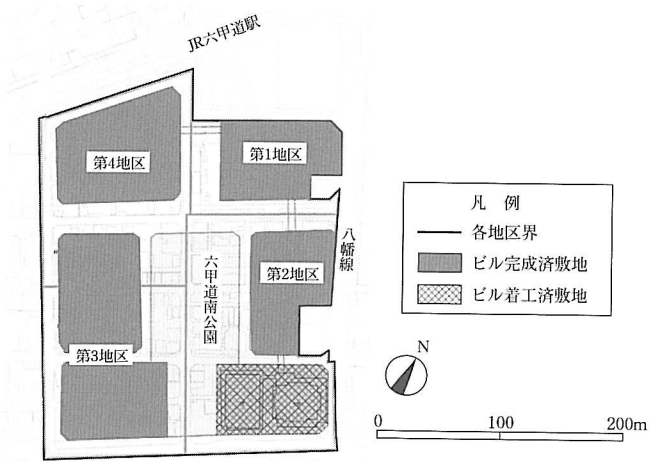 JR六甲道駅
第4地区
第1地区
八幡線
第2地区
六甲道南公園
第3地区
凡 例
各地区界
ビル完成済敷地
ビル着工済敷地
N
0 100 200m